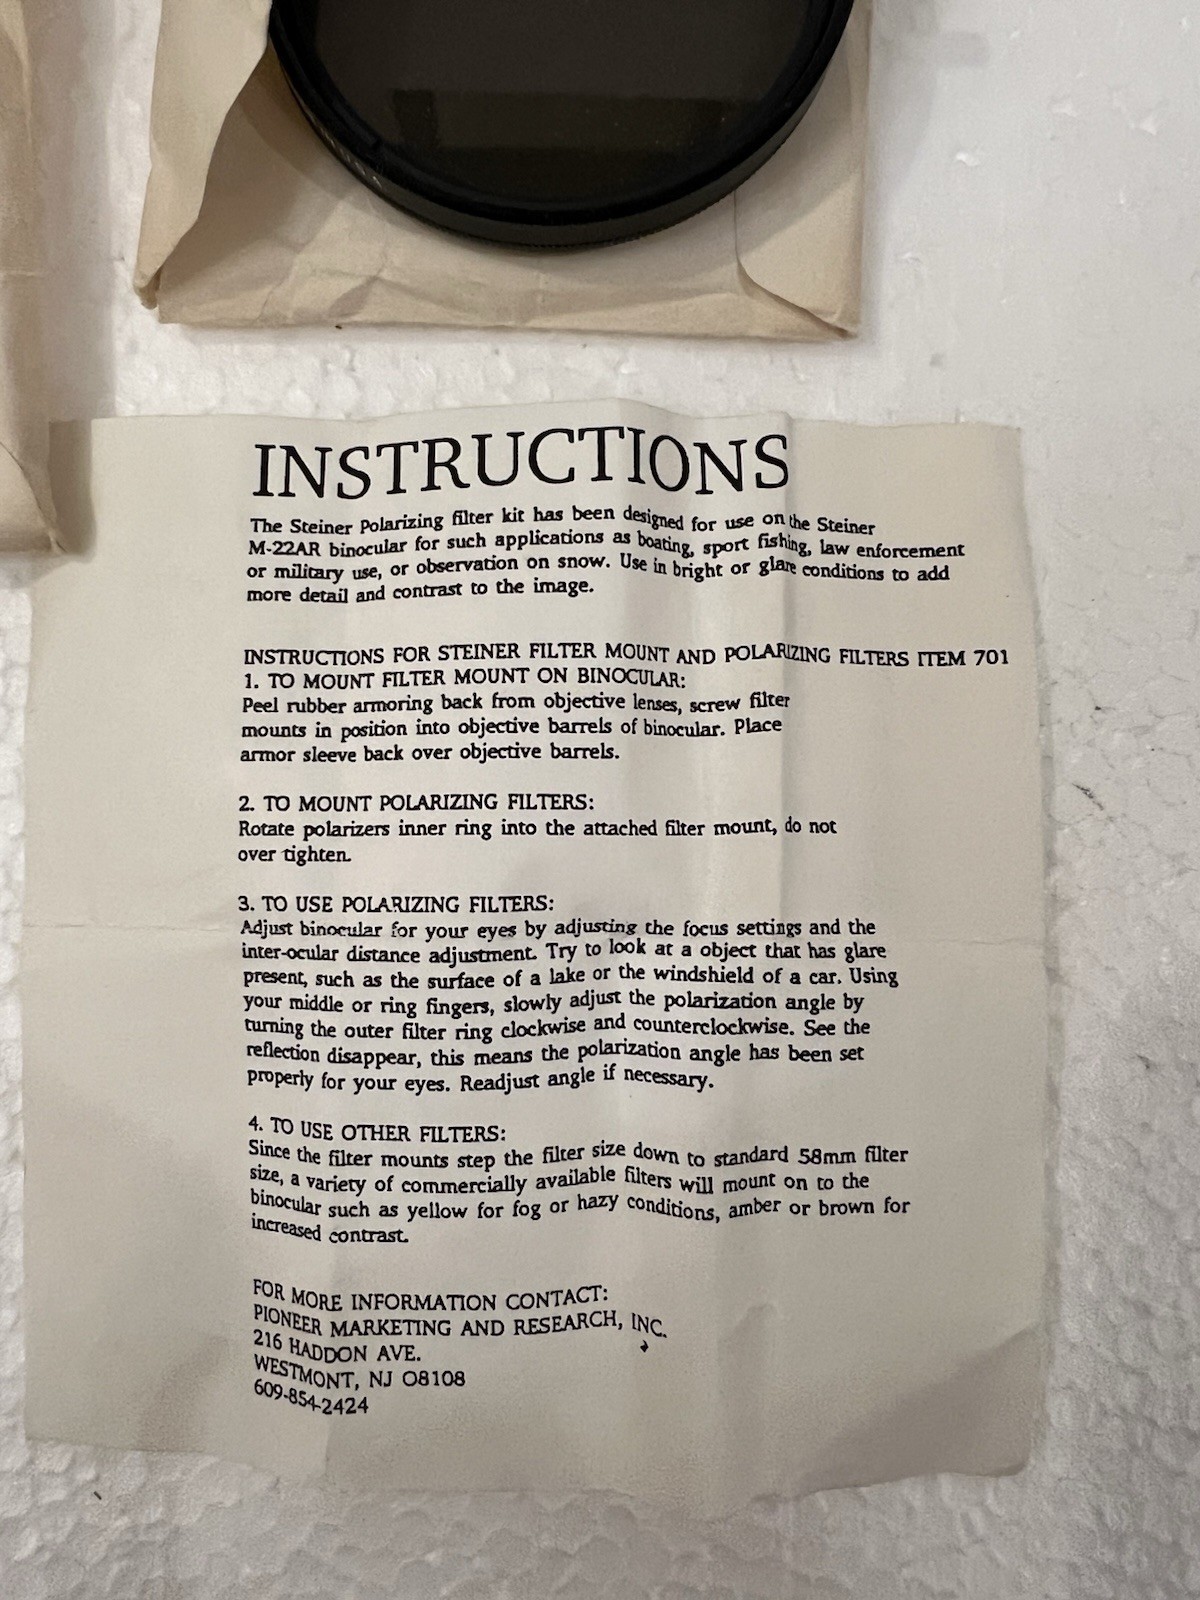 INSTRUCTIONS
The Steiner Polarizing filter kit has been designed for use on the Steiner
M-22AR binocular for such applications as boating, sport fishing, law enforcement
or military use, or observation on snow. Use in bright or glare conditions to add
more detail and contrast to the image.
INSTRUCTIONS FOR STEINER FILTER MOUNT AND POLARIZING FILTERS ITEM 701
1. TO MOUNT FILTER MOUNT ON BINOCULAR:
Peel rubber armoring back from objective lenses, screw filter
mounts in position into objective barrels of binocular. Place
armor sleeve back over objective barrels.
2. TO MOUNT POLARIZING FILTERS:
Rotate polarizers inner ring into the attached filter mount, do not
over tighten.
3. TO USE POLARIZING FILTERS:
Adjust binocular for your eyes by adjusting the focus settings and the
inter-ocular distance adjustment. Try to look at a object that has glare
present, such as the surface of a lake or the windshield of a car. Using
your middle or ring fingers, slowly adjust the polarization angle by
turning the outer filter ring clockwise and counterclockwise. See the
reflection disappear, this means the polarization angle has been set
properly for your eyes. Readjust angle if necessary.
4. TO USE OTHER FILTERS:
Since the filter mounts step the filter size down to standard 58mm filter
size, a variety of commercially available filters will mount on to the
binocular such as yellow for fog or hazy conditions, amber or brown for
increased contrast.
FOR MORE INFORMATION CONTACT:
PIONEER MARKETING AND RESEARCH, INC.
216 HADDON AVE.
WESTMONT, NJ 08108
609-854-2424